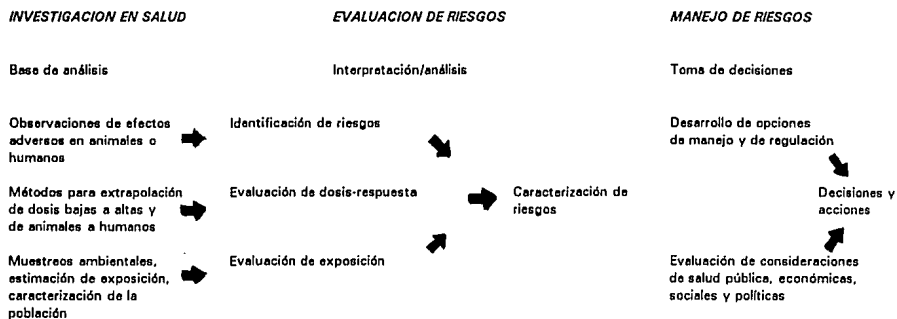 INVESTIGACION EN SALUD
EVALUACION DE RIESGOS
MANEJO DE RIESGOS
Base de análisis
Interpretación/análisis
Toma de decisiones
Observaciones de efectos
adversos en animales o
humanos
Identificación de riesgos
Desarrollo de opciones
de manejo y de regulación
Métodos para extrapolación
de dosis bajas a altas y
de animales a humanos
Evaluación de dosis-respuesta
Caracterización de
riesgos
Decisiones y
acciones
Muestreos ambientales,
estimación de exposición,
caracterización de la
población
Evaluación de exposición
Evaluación de consideraciones
de salud pública, económicas,
sociales y políticas